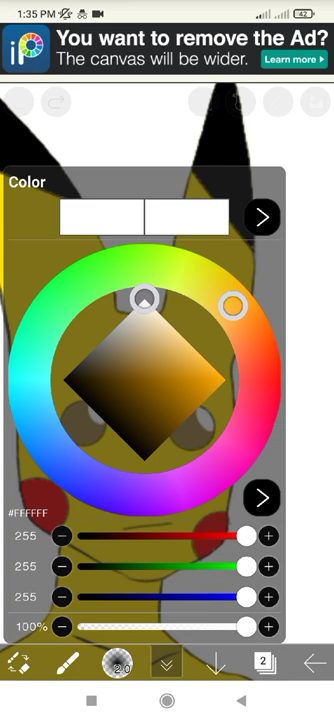 1:35 PM
42
iP
You want to remove the Ad?
The canvas will be wider.
Learn more
Color
#FFFFFF
255
255
255
100%
2.0
2